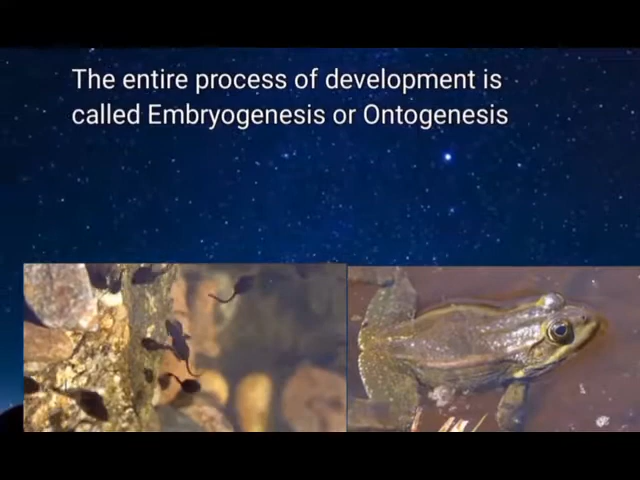 The entire process of development is
called Embryogenesis or Ontogenesis